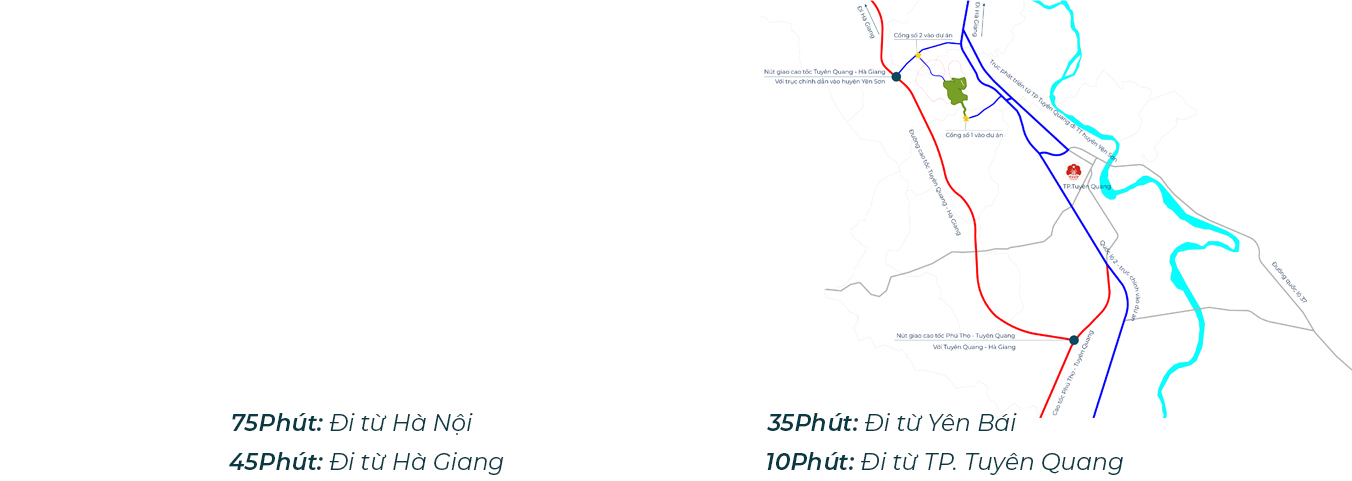 Đi Hà Giang
Đi Hà Giang
Cổng số 2 vào dự án
Nút giao cao tốc Tuyên Quang - Hà Giang
Với trục chính dẫn vào huyện Yên Sơn
Trục phát triển từ TP Tuyên Quang đi TT huyện Yên Sơn
Cổng số 1 vào dự án
Đường cao tốc Tuyên Quang - Hà Giang
TP.Tuyên Quang
Quốc lộ 2 - trục chính vào dự án
Đường quốc lộ 37
Nút giao cao tốc Phú Thọ - Tuyên Quang
Với Tuyên Quang - Hà Giang
Cao tốc Phú Thọ - Tuyên Quang
75Phút: Đi từ Hà Nội
45Phút: Đi từ Hà Giang
35Phút: Đi từ Yên Bái
10Phút: Đi từ TP. Tuyên Quang